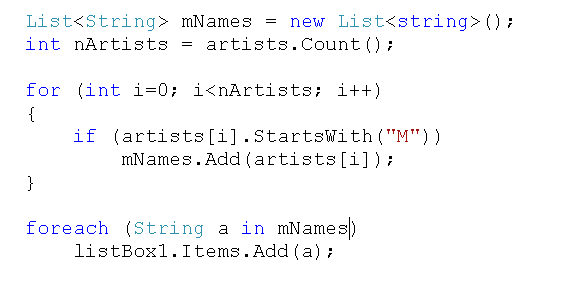 List<String> mNames = new List<string>();
int nArtists = artists.Count();
for (int i=0; i<nArtists; i++)
{
if (artists[i].StartsWith("M"))
mNames.Add(artists[i]);
}
foreach (String a in mNames)
listBox1.Items.Add(a);